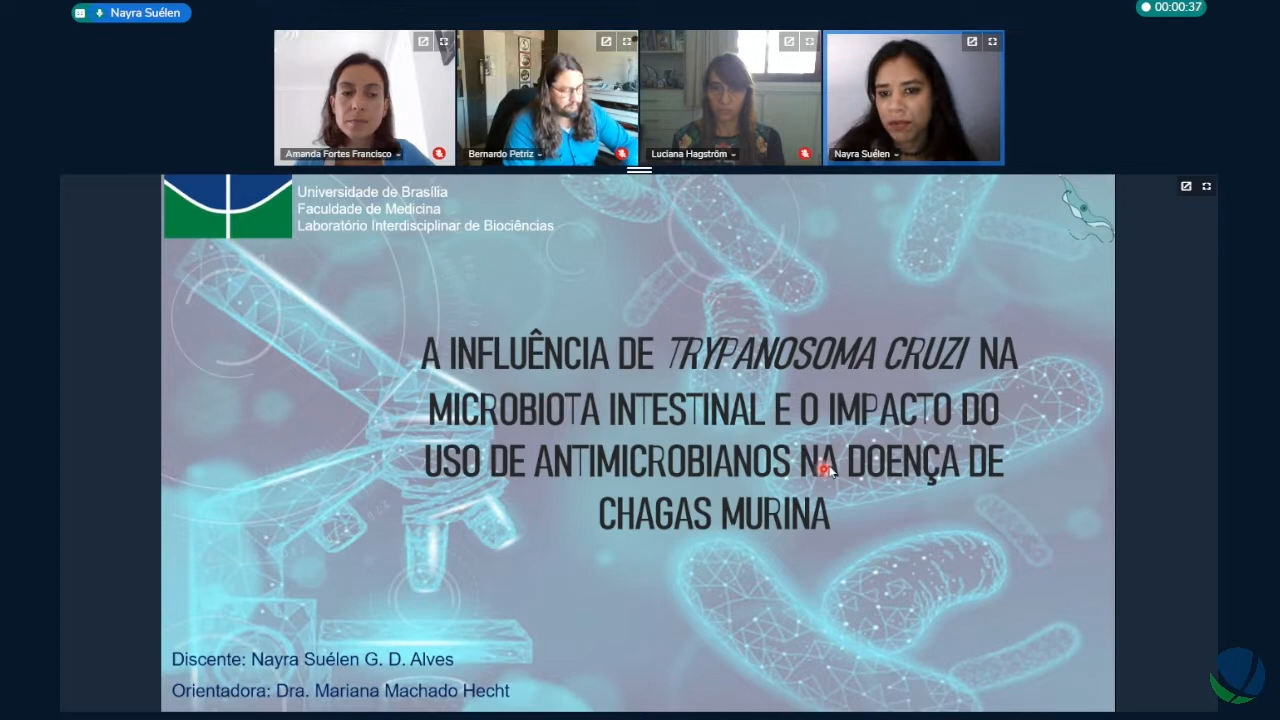 Nayra Suélen
00:00:37
Amanda Fortes Francisco
Bernardo Petriz
Luciana Hagström
Nayra Suélen
Universidade de Brasília
Faculdade de Medicina
Laboratório Interdisciplinar de Biociências
A INFLUÊNCIA DE TRYPANOSOMA CRUZI NA
MICROBIOTA INTESTINAL E O IMPACTO DO
USO DE ANTIMICROBIANOS NA DOENÇA DE
CHAGAS MURINA
Discente: Nayra Suélen G. D. Alves
Orientadora: Dra. Mariana Machado Hecht